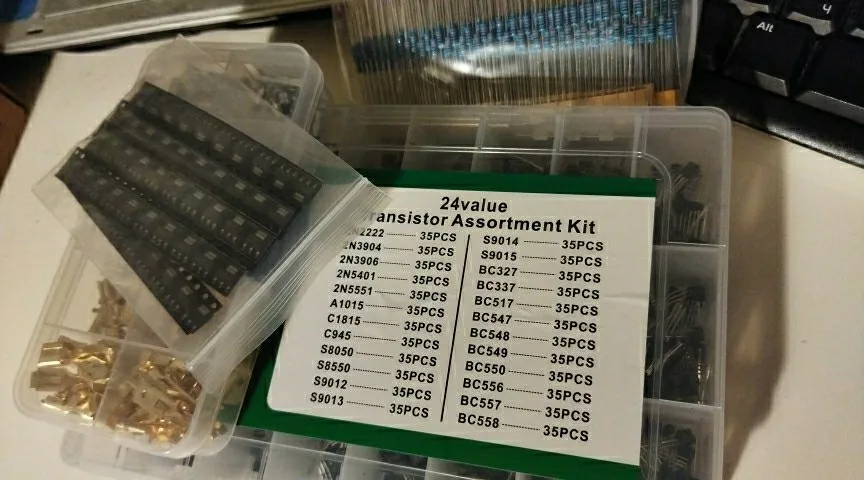 Alt
24value
ransistor Assortment Kit
N2222 35PCS
2N3904 35PCS
2N3906 35PCS
2N5401 35PCS
2N5551 35PCS
A1015 35PCS
C1815 35PCS
C945 35PCS
S8050 35PCS
S8550 35PCS
S9012 35PCS
S9013 35PCS
S9014 35PCS
S9015 35PCS
BC327 35PCS
BC337 35PCS
BC517 35PCS
BC547 35PCS
BC548 35PCS
BC549 35PCS
BC550 35PCS
BC556 35PCS
BC557 35PCS
BC558 35PCS